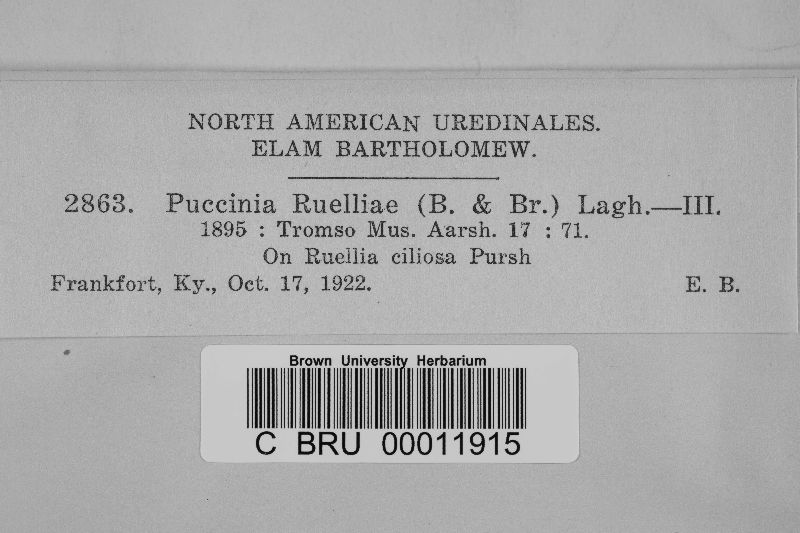 NORTH AMERICAN UREDINALES.
ELAM BARTHOLOMEW.
2863. Puccinia Ruelliae (B. & Br.) Lagh.—III.
1895 : Tromso Mus. Aarsh. 17 : 71.
On Ruellia ciliosa Pursh
Frankfort, Ky., Oct. 17, 1922. E. B.
Brown University Herbarium
C BRU 00011915